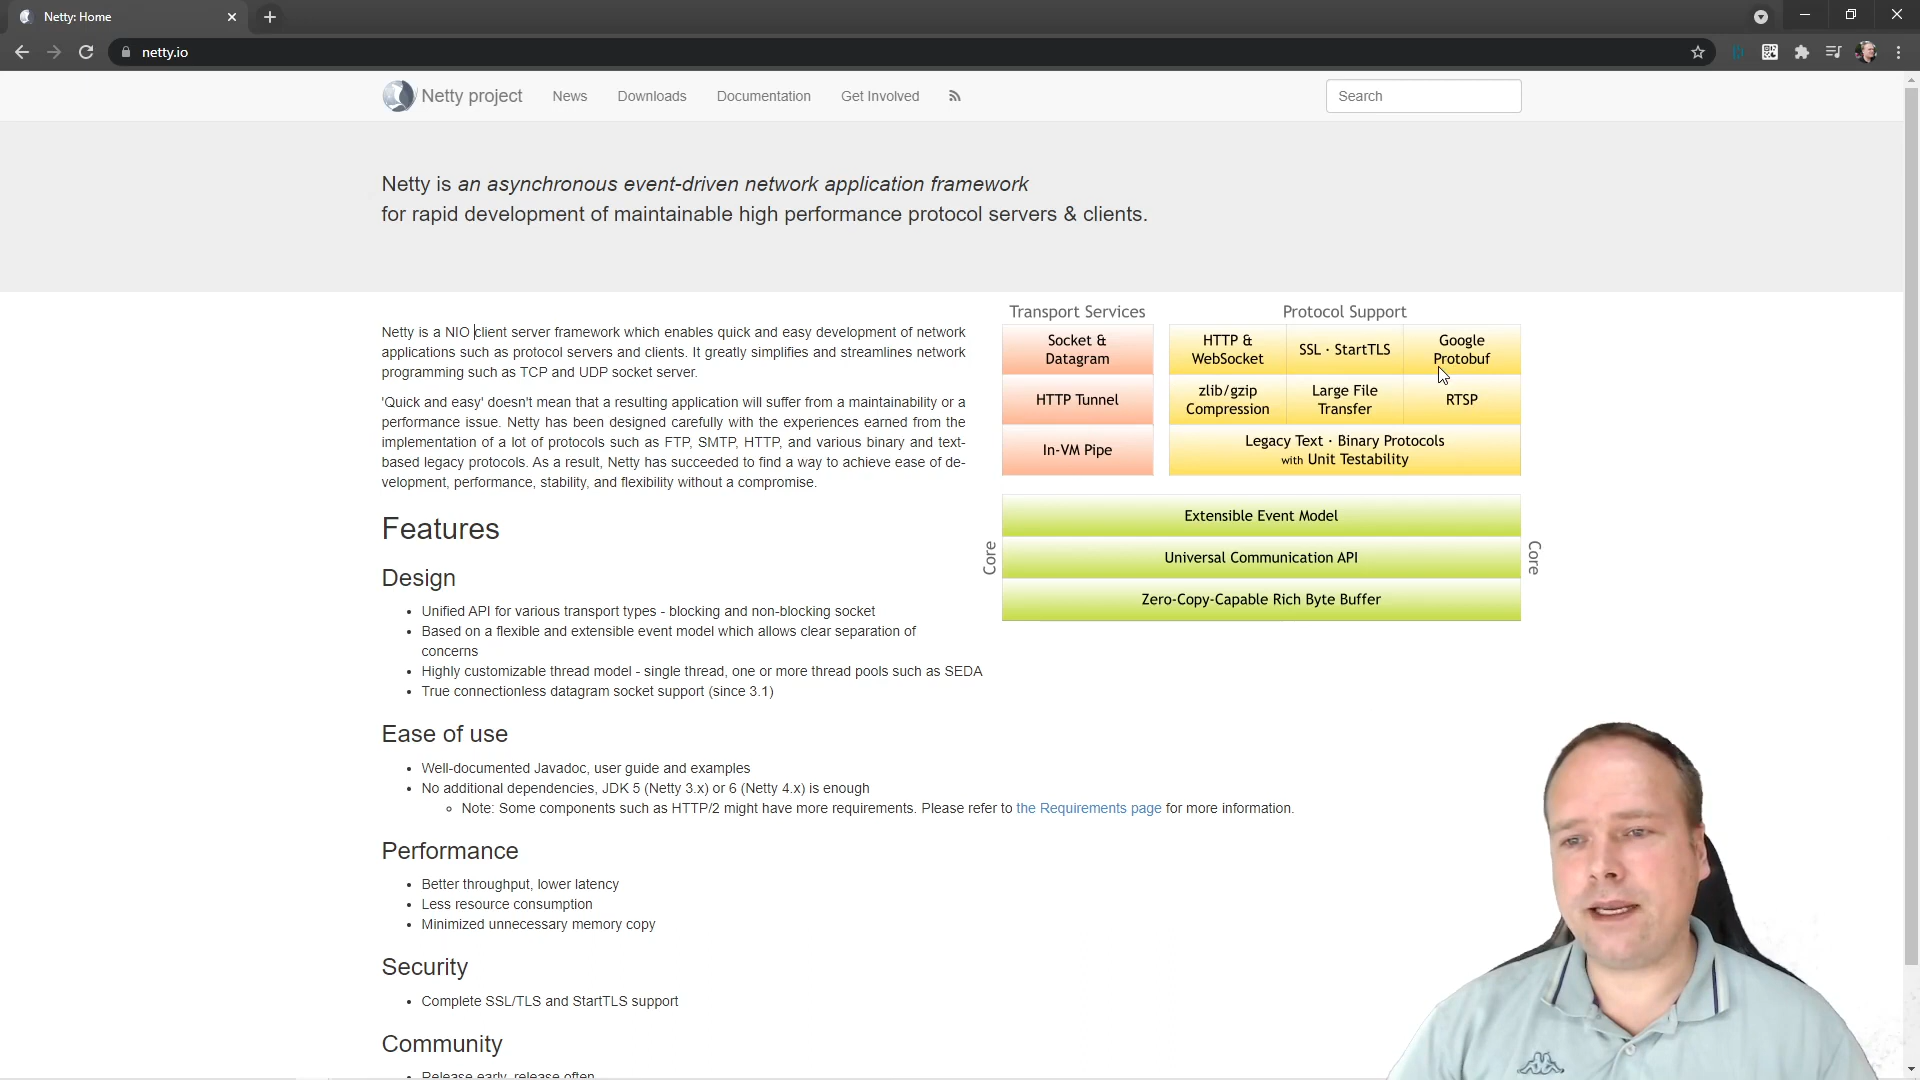 Netty: Home
netty.io
Netty project
News
Downloads
Documentation
Get Involved
Search
Netty is an asynchronous event-driven network application framework
for rapid development of maintainable high performance protocol servers & clients.
Netty is a NIO client server framework which enables quick and easy development of network
applications such as protocol servers and clients. It greatly simplifies and streamlines network
programming such as TCP and UDP socket server.
'Quick and easy' doesn't mean that a resulting application will suffer from a maintainability or a
performance issue. Netty has been designed carefully with the experiences earned from the
implementation of a lot of protocols such as FTP, SMTP, HTTP, and various binary and text-
based legacy protocols. As a result, Netty has succeeded to find a way to achieve ease of de-
velopment, performance, stability, and flexibility without a compromise.
Transport Services
Socket &
Datagram
HTTP Tunnel
In-VM Pipe
Protocol Support
HTTP &
WebSocket
SSL · StartTLS
Google
Protobuf
zlib/gzip
Compression
Large File
Transfer
RTSP
Legacy Text · Binary Protocols
with Unit Testability
Core
Extensible Event Model
Universal Communication API
Zero-Copy-Capable Rich Byte Buffer
Core
Features
Design
• Unified API for various transport types - blocking and non-blocking socket
• Based on a flexible and extensible event model which allows clear separation of
concerns
• Highly customizable thread model - single thread, one or more thread pools such as SEDA
• True connectionless datagram socket support (since 3.1)
Ease of use
• Well-documented Javadoc, user guide and examples
• No additional dependencies, JDK 5 (Netty 3.x) or 6 (Netty 4.x) is enough
◦ Note: Some components such as HTTP/2 might have more requirements. Please refer to the Requirements page for more information.
Performance
• Better throughput, lower latency
• Less resource consumption
• Minimized unnecessary memory copy
Security
• Complete SSL/TLS and StartTLS support
Community
• Release early, release often